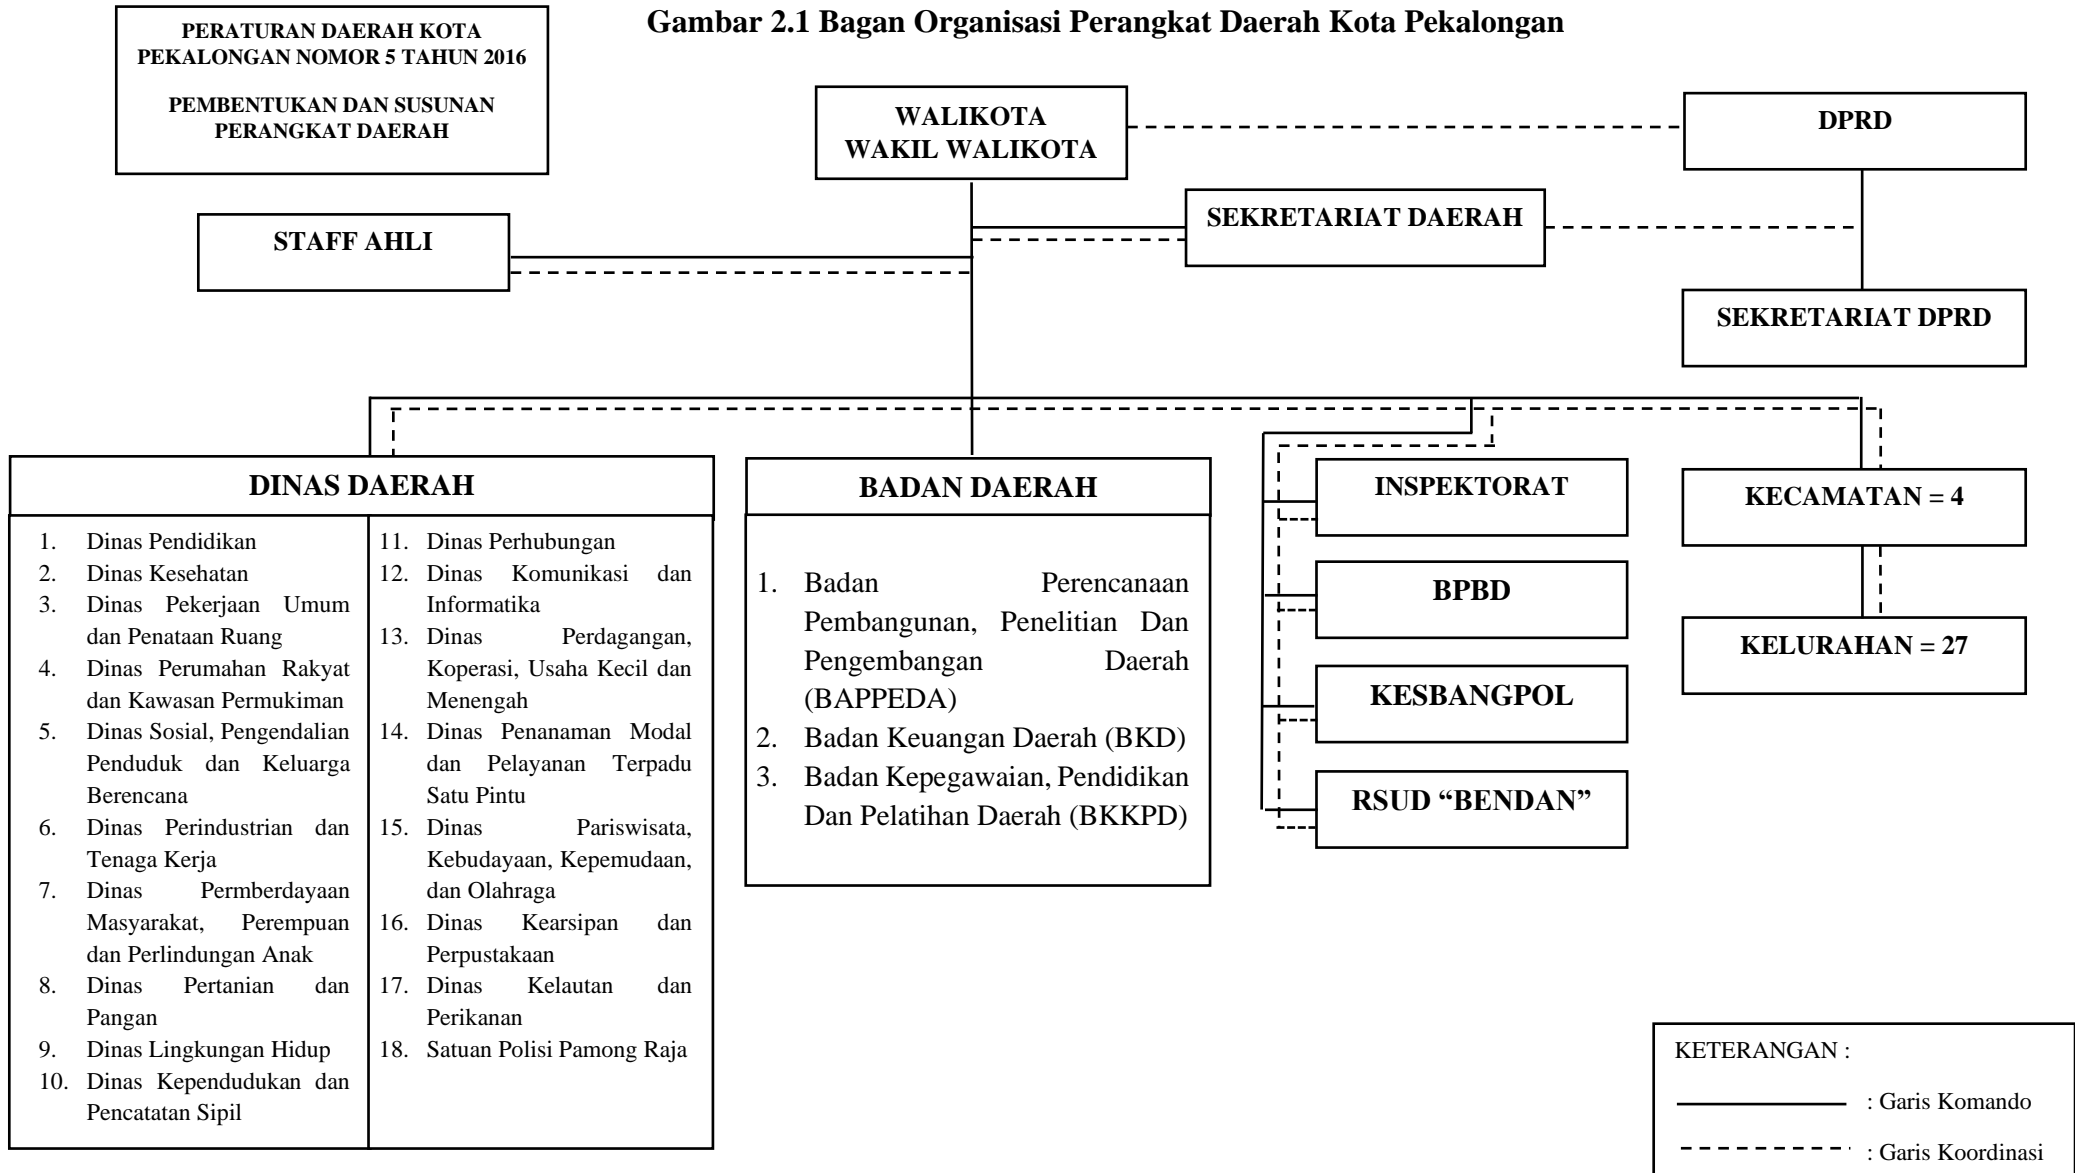 Gambar 2.1 Bagan Organisasi Perangkat Daerah Kota Pekalongan
PERATURAN DAERAH KOTA
PEKALONGAN NOMOR 5 TAHUN 2016
PEMBENTUKAN DAN SUSUNAN
PERANGKAT DAERAH
WALIKOTA
WAKIL WALIKOTA
DPRD
SEKRETARIAT DAERAH
STAFF AHLI
SEKRETARIAT DPRD
DINAS DAERAH
1. Dinas Pendidikan
2. Dinas Kesehatan
3. Dinas Pekerjaan Umum
dan Penataan Ruang
4. Dinas Perumahan Rakyat
dan Kawasan Permukiman
5. Dinas Sosial, Pengendalian
Penduduk dan Keluarga
Berencana
6. Dinas Perindustrian dan
Tenaga Kerja
7. Dinas Permberdayaan
Masyarakat, Perempuan
dan Perlindungan Anak
8. Dinas Pertanian dan
Pangan
9. Dinas Lingkungan Hidup
10. Dinas Kependudukan dan
Pencatatan Sipil
11. Dinas Perhubungan
12. Dinas Komunikasi dan
Informatika
13. Dinas Perdagangan,
Koperasi, Usaha Kecil dan
Menengah
14. Dinas Penanaman Modal
dan Pelayanan Terpadu
Satu Pintu
15. Dinas Pariswisata,
Kebudayaan, Kepemudaan,
dan Olahraga
16. Dinas Kearsipan dan
Perpustakaan
17. Dinas Kelautan dan
Perikanan
18. Satuan Polisi Pamong Raja
BADAN DAERAH
1. Badan Perencanaan
Pembangunan, Penelitian Dan
Pengembangan Daerah
(BAPPEDA)
2. Badan Keuangan Daerah (BKD)
3. Badan Kepegawaian, Pendidikan
Dan Pelatihan Daerah (BKKPD)
INSPEKTORAT
BPBD
KESBANGPOL
RSUD “BENDAN”
KECAMATAN = 4
KELURAHAN = 27
KETERANGAN :
: Garis Komando
: Garis Koordinasi